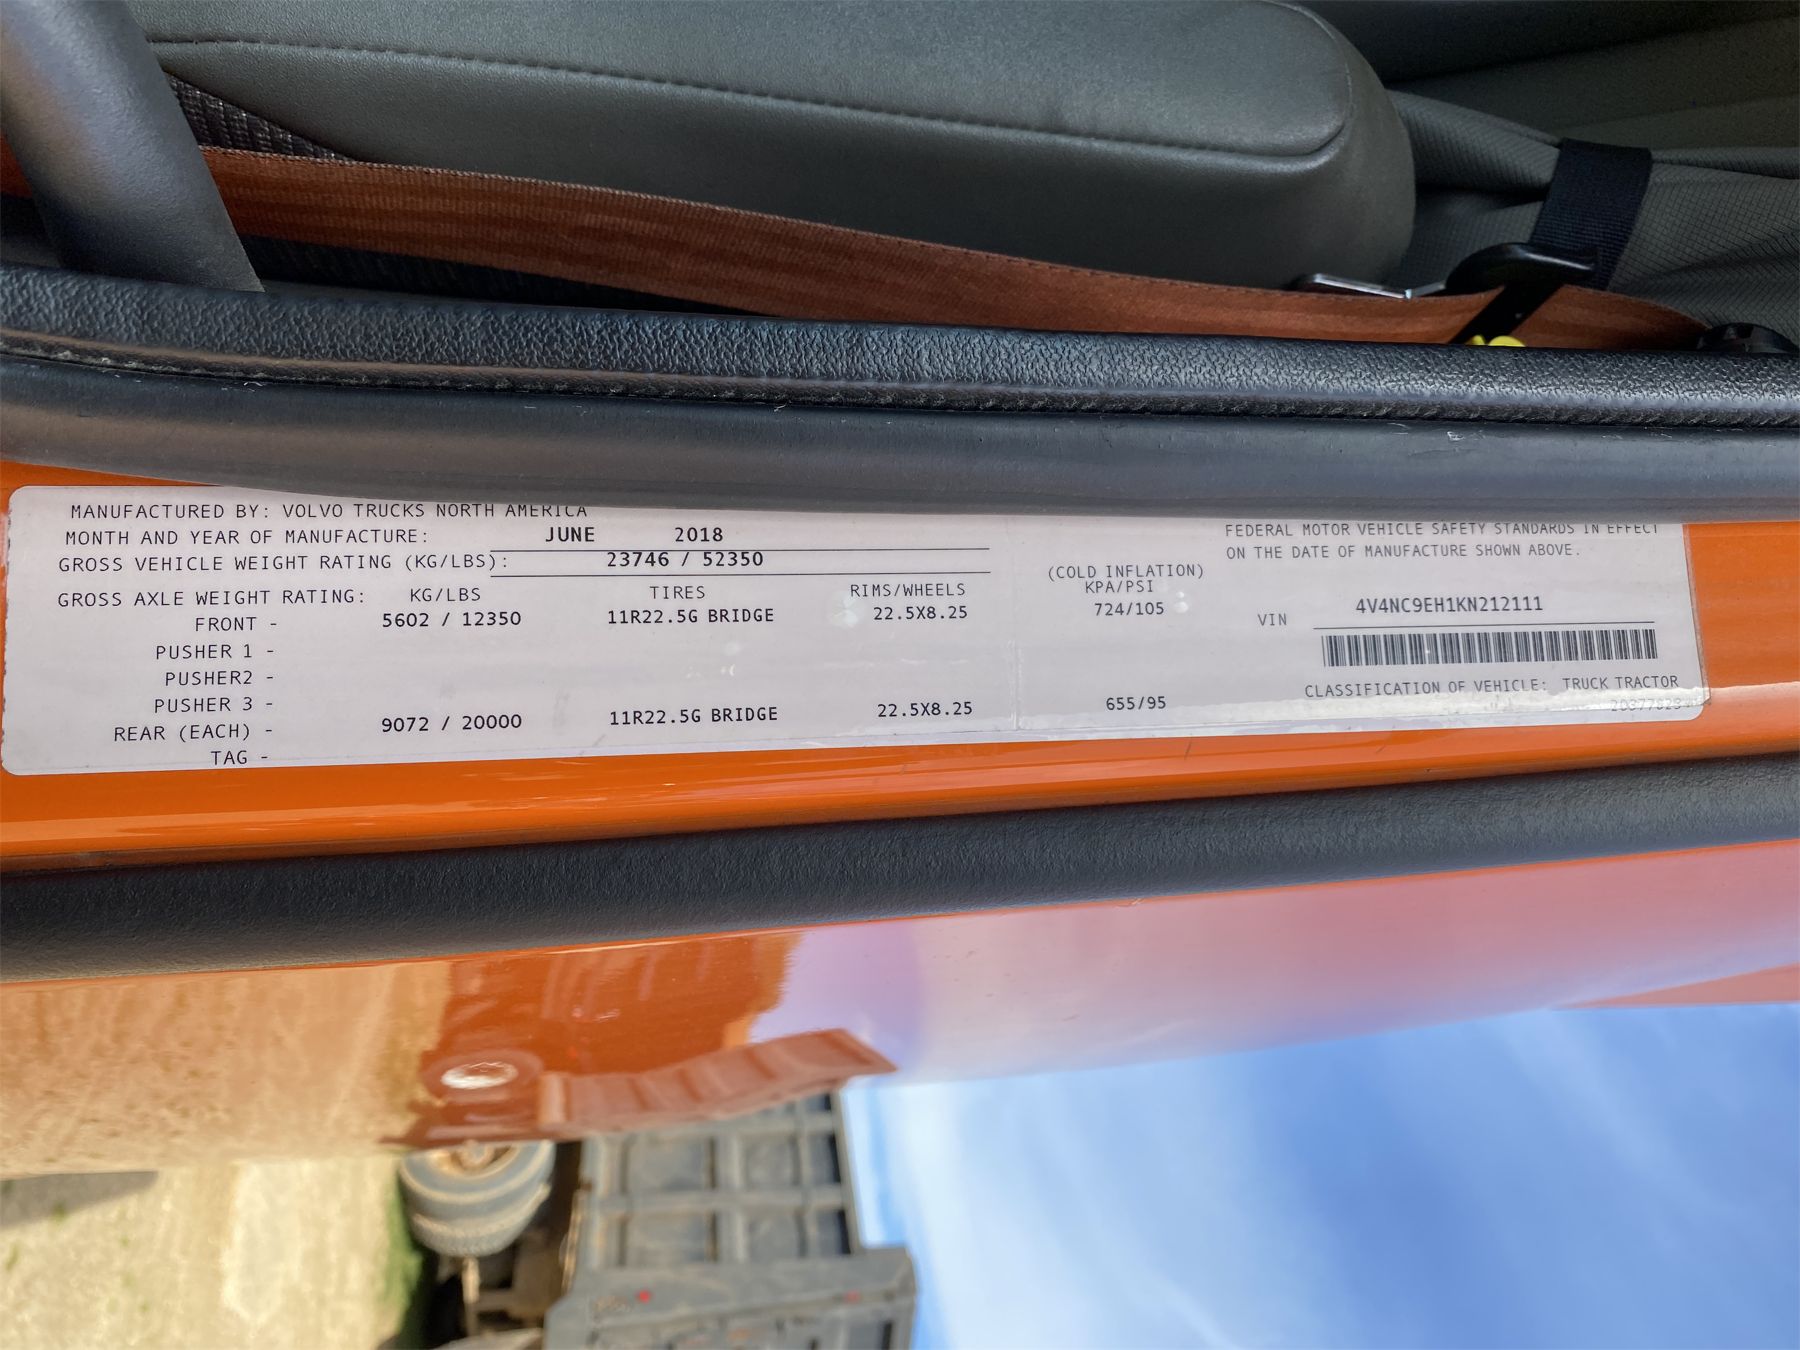 MANUFACTURED BY: VOLVO TRUCKS NORTH AMERICA
MONTH AND YEAR OF MANUFACTURE: JUNE 2018
GROSS VEHICLE WEIGHT RATING (KG/LBS): 23746 / 52350
GROSS AXLE WEIGHT RATING: KG/LBS TIRES RIMS/WHEELS (COLD INFLATION) KPA/PSI
FRONT - 5602 / 12350 11R22.5G BRIDGE 22.5X8.25 724/105
PUSHER 1 -
PUSHER2 -
PUSHER 3 -
REAR (EACH) - 9072 / 20000 11R22.5G BRIDGE 22.5X8.25 655/95
TAG -
FEDERAL MOTOR VEHICLE SAFETY STANDARDS IN EFFECT
ON THE DATE OF MANUFACTURE SHOWN ABOVE.
VIN 4V4NC9EH1KN212111
CLASSIFICATION OF VEHICLE: TRUCK TRACTOR